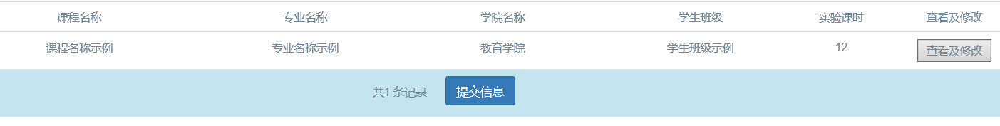 课程名称 专业名称 学院名称 学生班级 实验课时 查看及修改
课程名称示例 专业名称示例 教育学院 学生班级示例 12 查看及修改
共1 条记录 提交信息